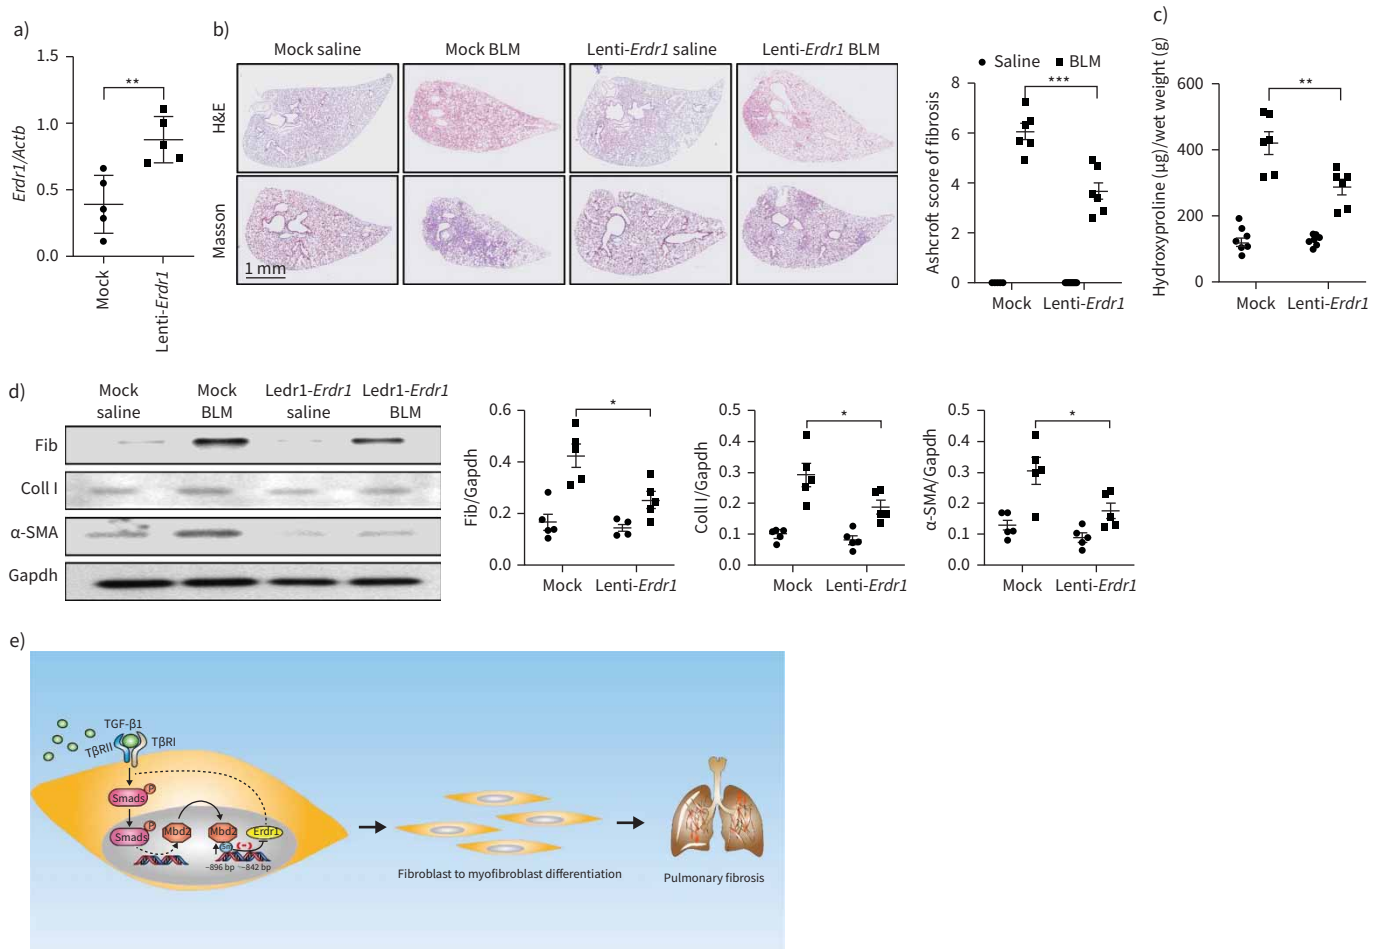 a)
1.5
1.0
0.5
0.0
Erdr1/Actb
**
Mock
Lenti-Erdr1
b)
Mock saline
Mock BLM
Lenti-Erdr1 saline
Lenti-Erdr1 BLM
H&E
Masson
1 mm
Saline
BLM
Ashcroft score of fibrosis
8
6
4
2
0
***
Mock
Lenti-Erdr1
c)
Hydroxyproline (µg)/wet weight (g)
600
400
200
0
**
Mock
Lenti-Erdr1
d)
Mock
saline
Mock
BLM
Ledr1-Erdr1
saline
Ledr1-Erdr1
BLM
Fib
Coll I
α-SMA
Gapdh
Fib/Gapdh
0.6
0.4
0.2
0.0
*
Mock
Lenti-Erdr1
Coll I/Gapdh
0.5
0.4
0.3
0.2
0.1
0.0
*
Mock
Lenti-Erdr1
α-SMA/Gapdh
0.5
0.4
0.3
0.2
0.1
0.0
*
Mock
Lenti-Erdr1
e)
TGF-β1
TβRII
TβRI
Smads
P
Smads
P
Mbd2
Mbd2
Erdr1
5m
(-)
~896 bp
~842 bp
Fibroblast to myofibroblast differentiation
Pulmonary fibrosis